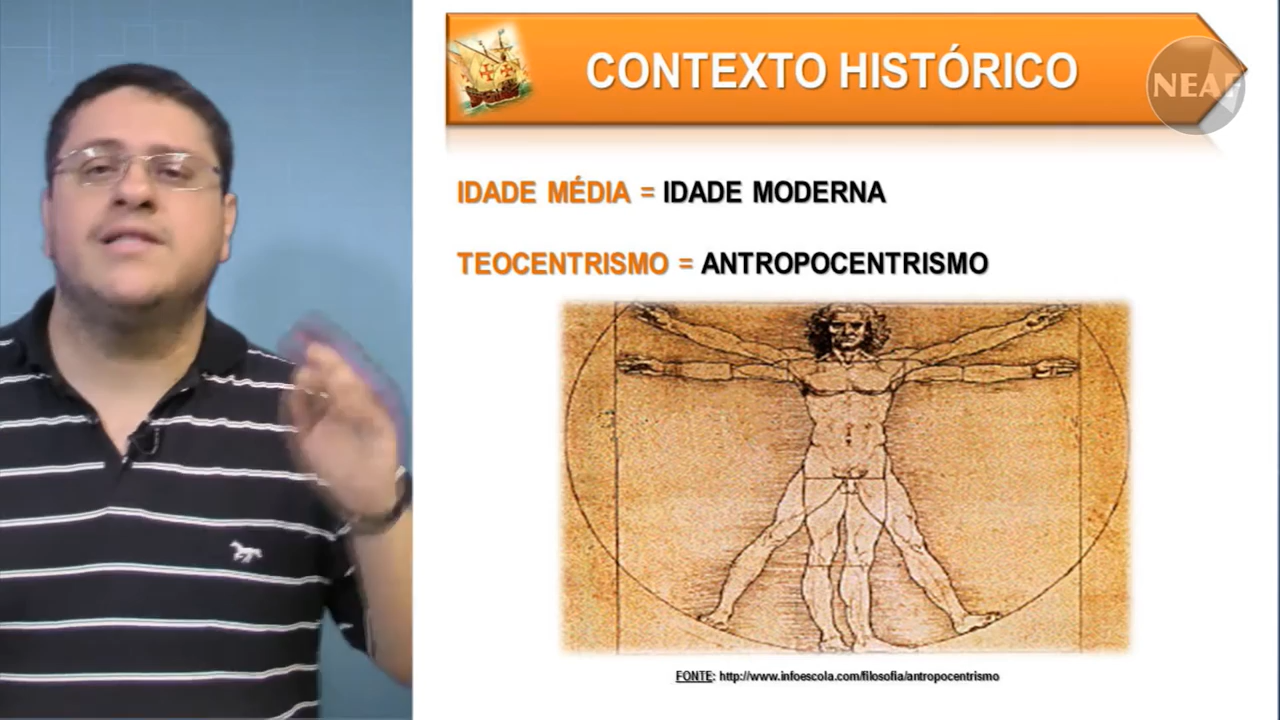 CONTEXTO HISTÓRICO
NEAF
IDADE MÉDIA = IDADE MODERNA
TEOCENTRISMO = ANTROPOCENTRISMO
FONTE: http://www.infoescola.com/filosofia/antropocentrismo